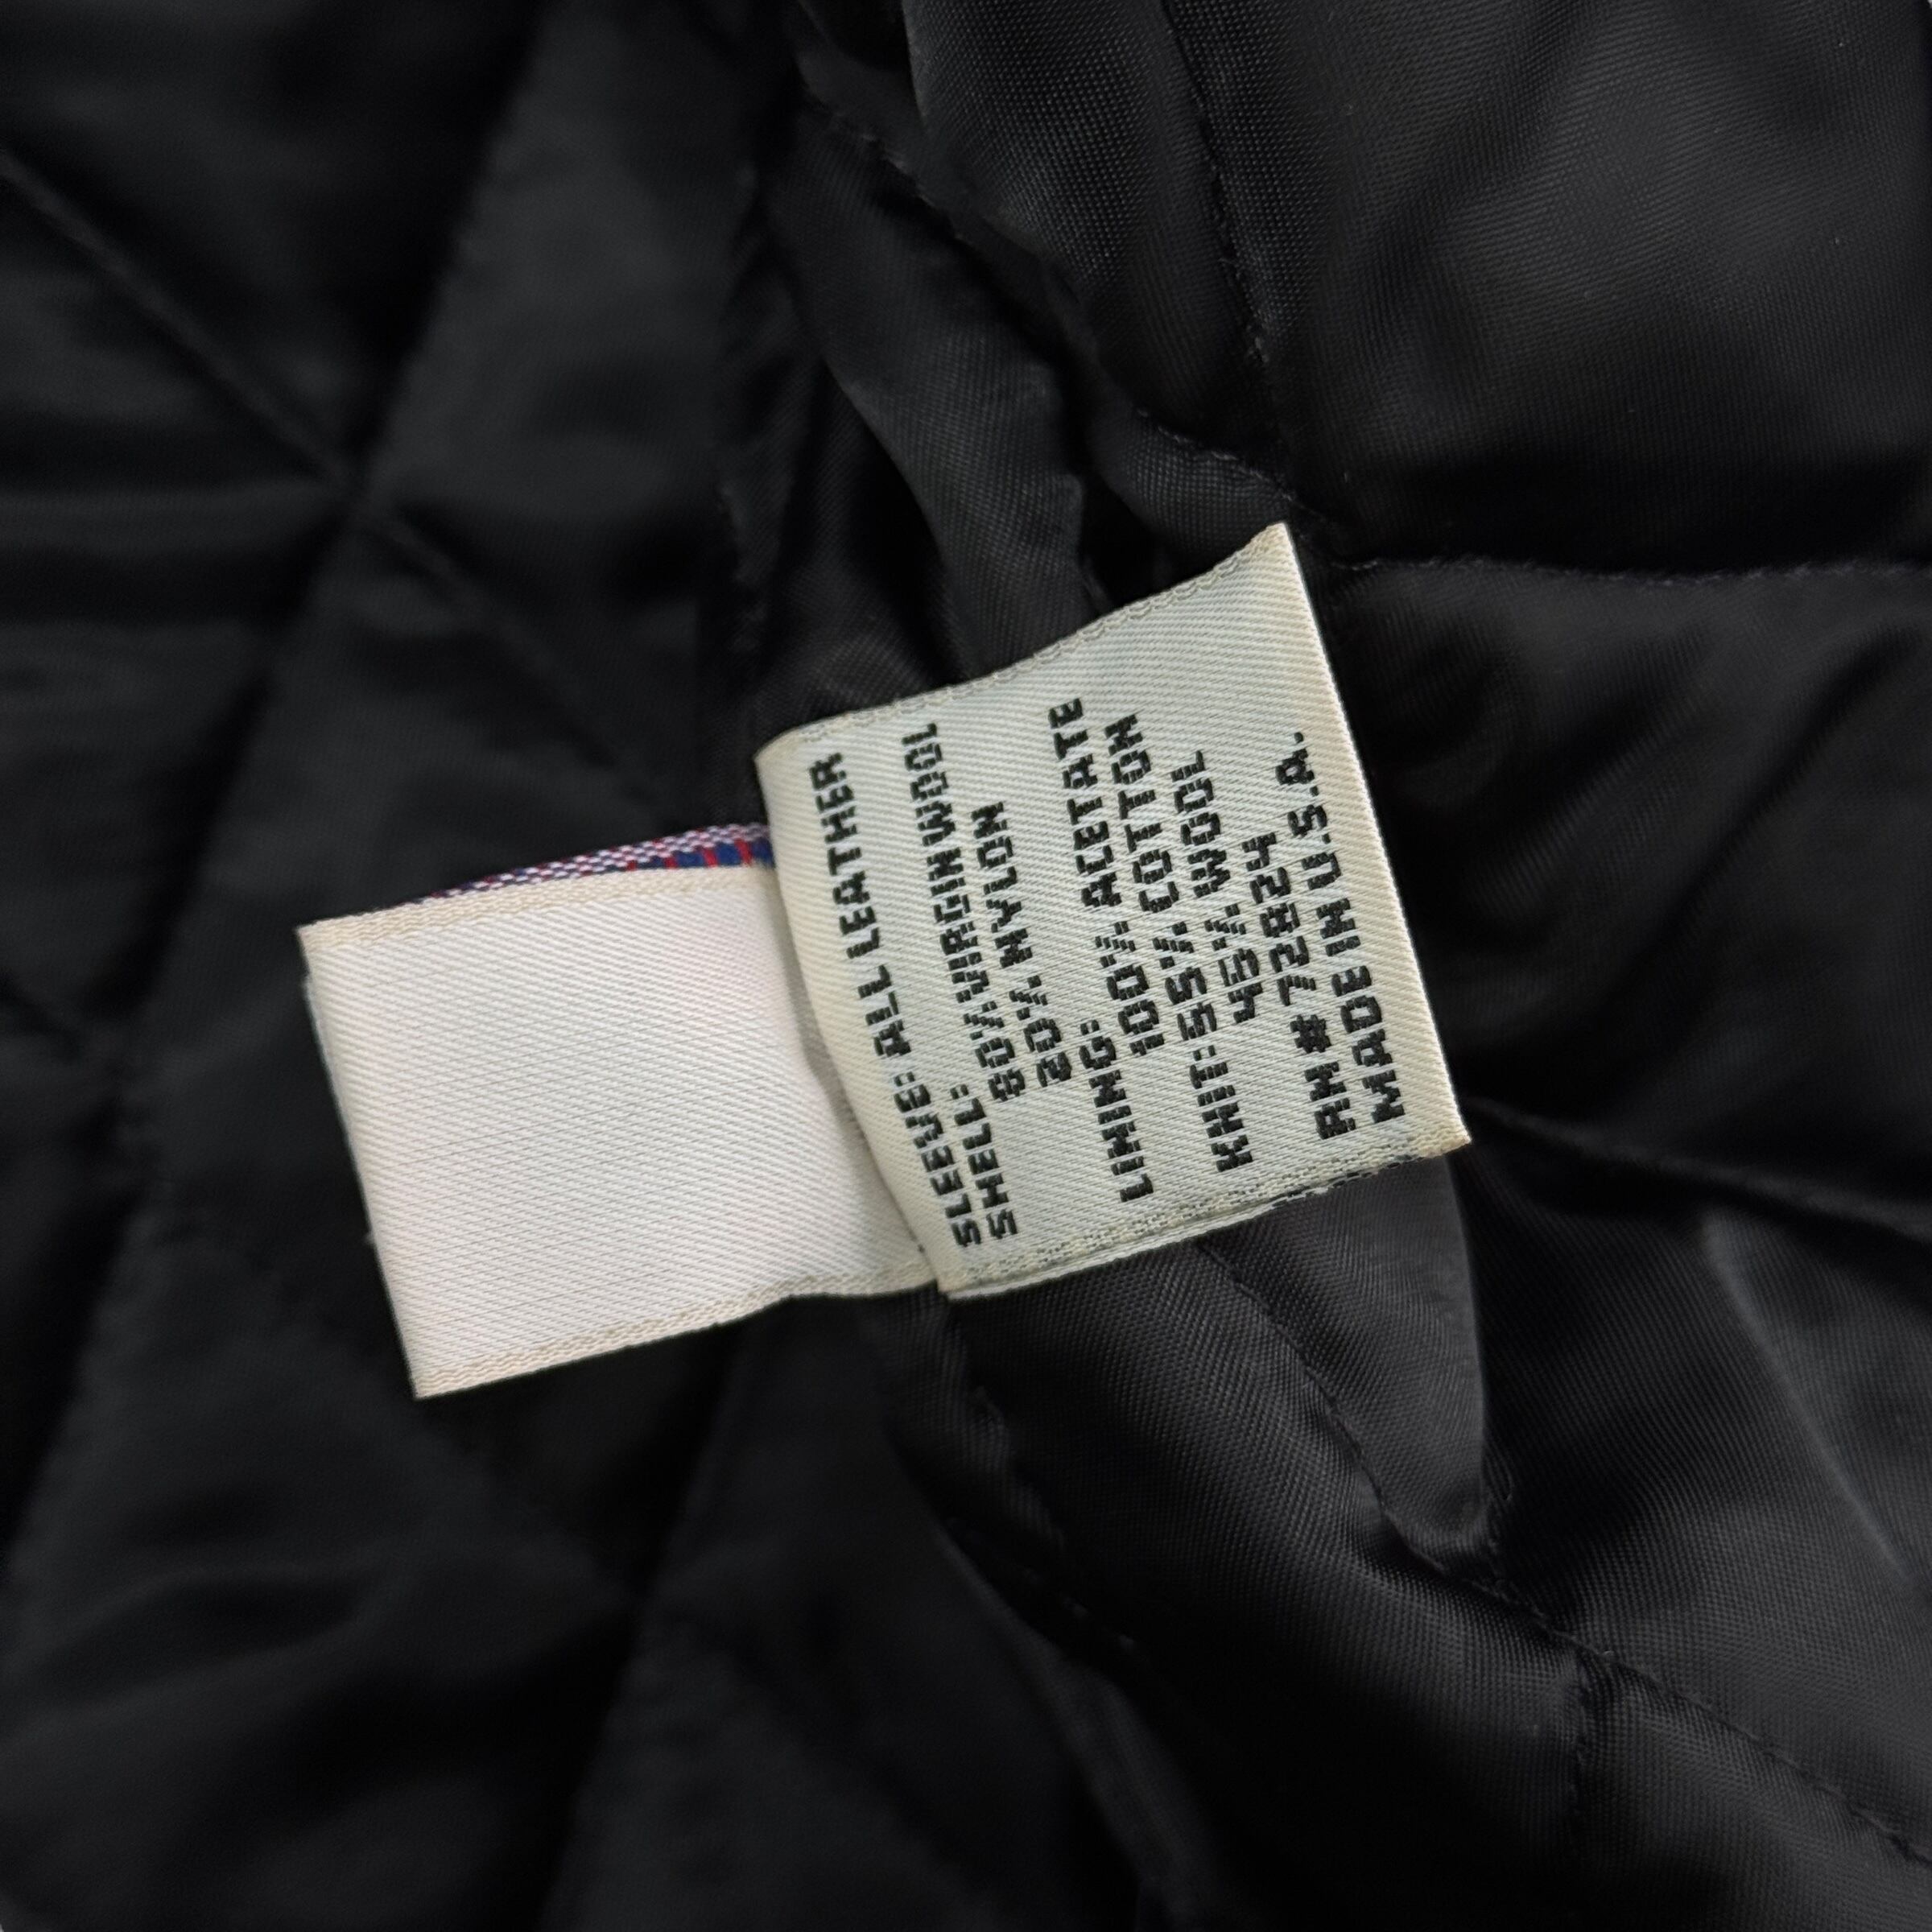 SLEEVE: ALL LEATHER
SHELL:
80% VIRGIN WOOL
20% NYLON
LINING:
100% ACETATE
100% COTTON
KNIT: 55% WOOL
45%
RN # 72824
MADE IN U.S.A.